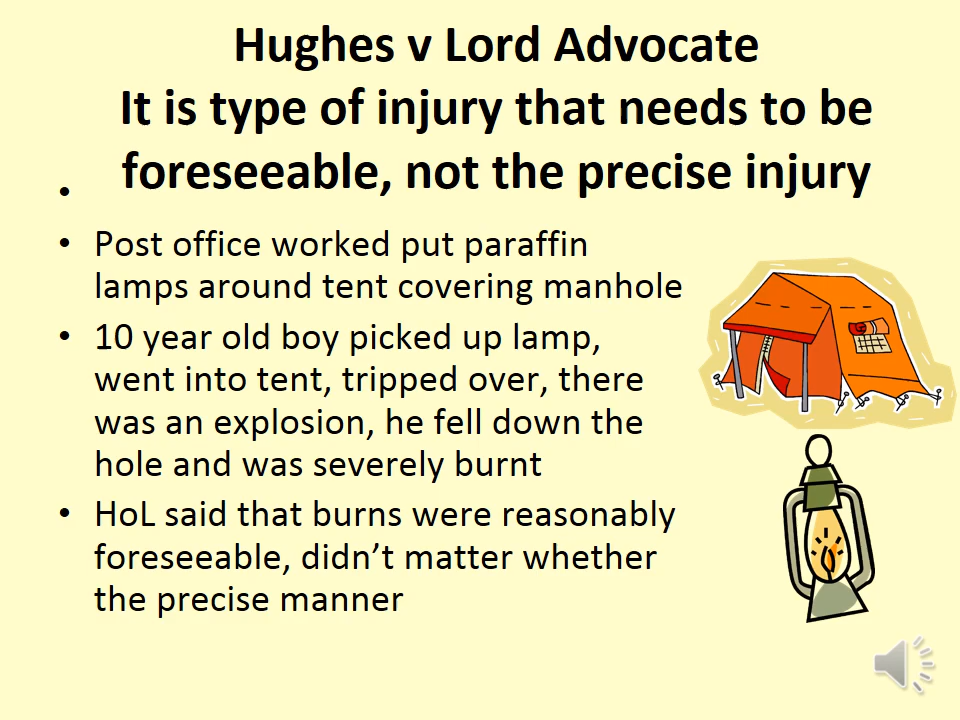 Hughes v Lord Advocate
It is type of injury that needs to be
foreseeable, not the precise injury
•
• Post office worked put paraffin
lamps around tent covering manhole
• 10 year old boy picked up lamp,
went into tent, tripped over, there
was an explosion, he fell down the
hole and was severely burnt
• HoL said that burns were reasonably
foreseeable, didn’t matter whether
the precise manner